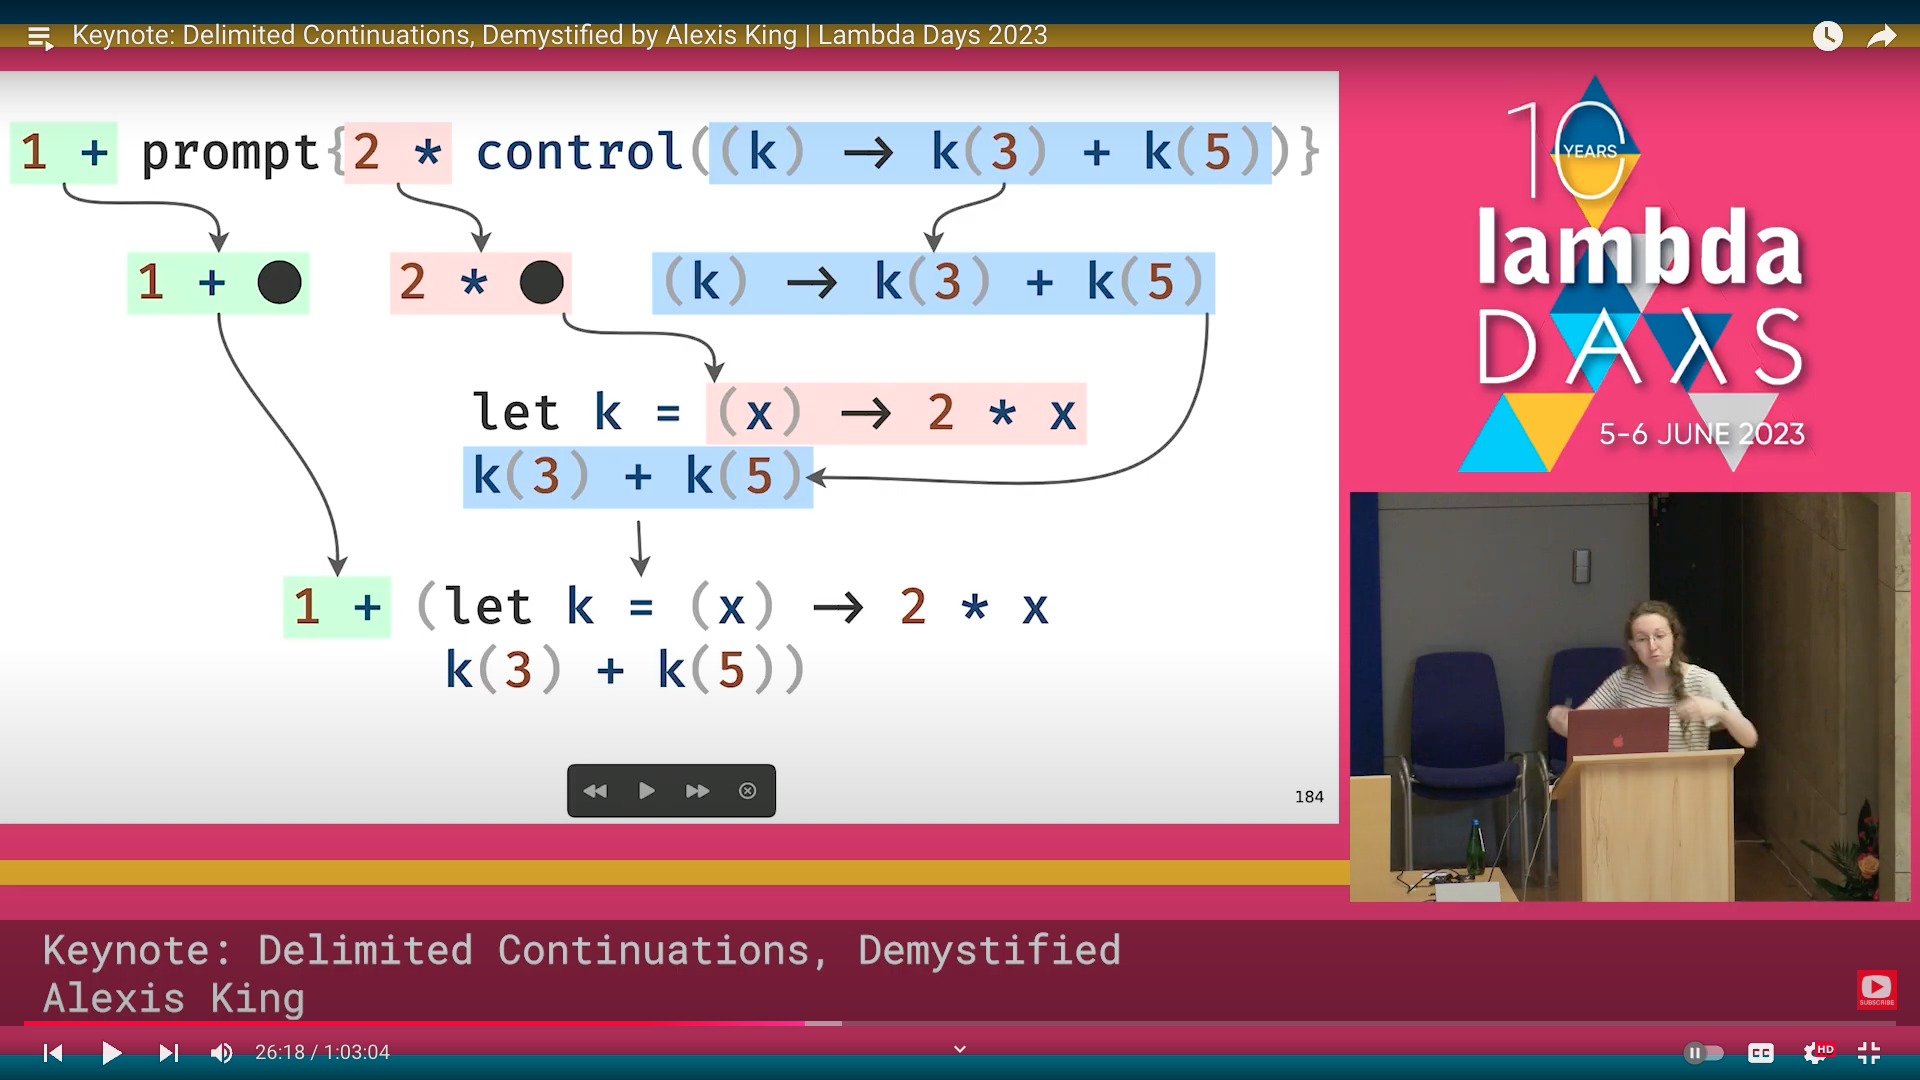 Keynote: Delimited Continuations, Demystified by Alexis King | Lambda Days 2023
1 + prompt{2 * control((k) → k(3) + k(5))}
1 + ● 2 * ● (k) → k(3) + k(5)
let k = (x) → 2 * x
k(3) + k(5)
1 + (let k = (x) → 2 * x
k(3) + k(5))
184
10
YEARS
lambda
DAλS
5-6 JUNE 2023
Keynote: Delimited Continuations, Demystified
Alexis King
SUBSCRIBE
26:18 / 1:03:04
CC
HD